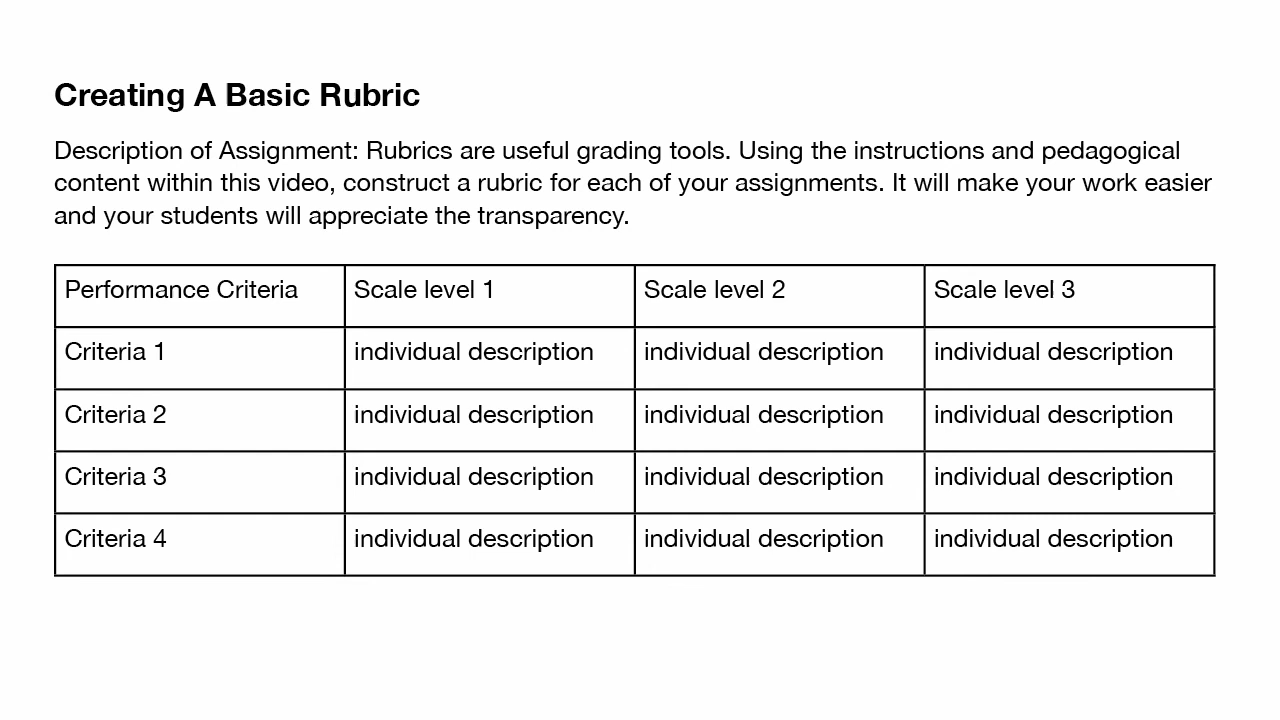 Creating A Basic Rubric
Description of Assignment: Rubrics are useful grading tools. Using the instructions and pedagogical
content within this video, construct a rubric for each of your assignments. It will make your work easier
and your students will appreciate the transparency.
Performance Criteria Scale level 1 Scale level 2 Scale level 3
Criteria 1 individual description individual description individual description
Criteria 2 individual description individual description individual description
Criteria 3 individual description individual description individual description
Criteria 4 individual description individual description individual description